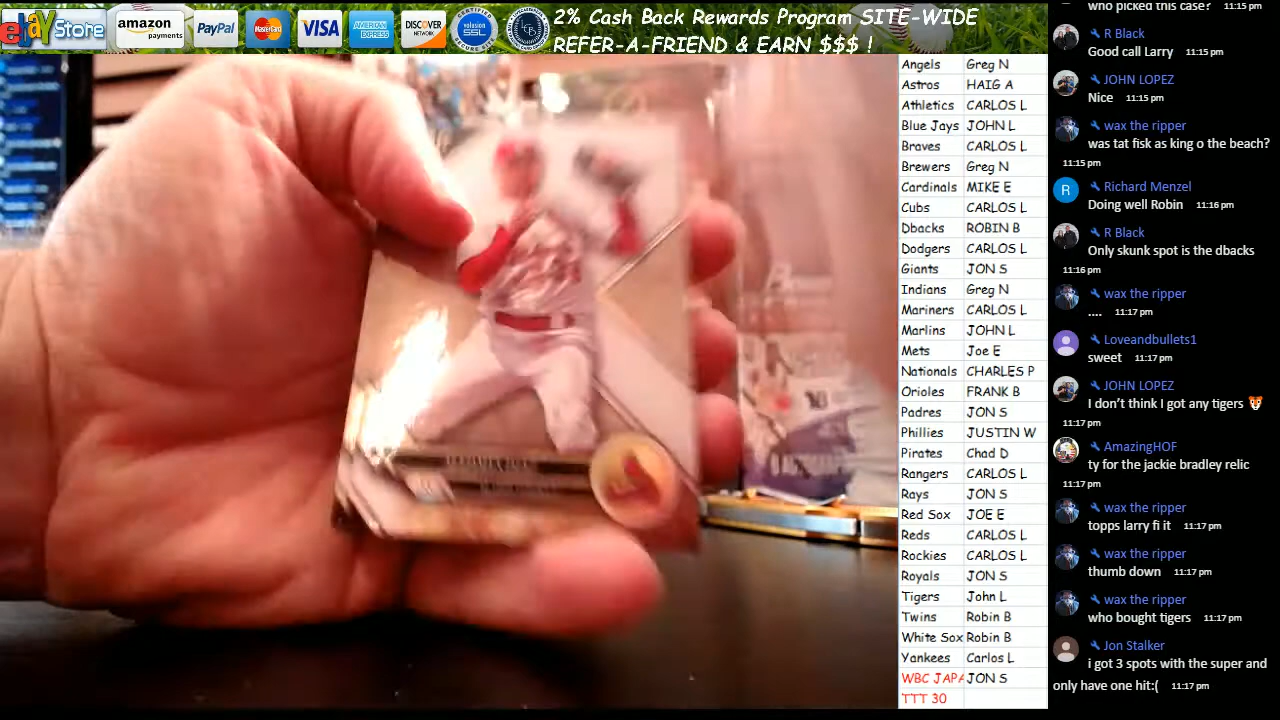 ebay Store
amazon
payments
PayPal
MasterCard
VISA
AMERICAN
EXPRESS
DISCOVER
NETWORK
CERTIFIED
volusion
SSL
2% Cash Back Rewards Program SITE-WIDE
REFER-A-FRIEND & EARN $$$ !
Angels Greg N
Astros HAIG A
Athletics CARLOS L
Blue Jays JOHN L
Braves CARLOS L
Brewers Greg N
Cardinals MIKE E
Cubs CARLOS L
Dbacks ROBIN B
Dodgers CARLOS L
Giants JON S
Indians Greg N
Mariners CARLOS L
Marlins JOHN L
Mets Joe E
Nationals CHARLES P
Orioles FRANK B
Padres JON S
Phillies JUSTIN W
Pirates Chad D
Rangers CARLOS L
Rays JON S
Red Sox JOE E
Reds CARLOS L
Rockies CARLOS L
Royals JON S
Tigers John L
Twins Robin B
White Sox Robin B
Yankees Carlos L
WBC JAPA JON S
TTT 30
who picked this case? 11:15 pm
R Black
Good call Larry 11:15 pm
JOHN LOPEZ
Nice 11:15 pm
wax the ripper
was tat fisk as king o the beach?
11:15 pm
R
Richard Menzel
Doing well Robin 11:16 pm
R Black
Only skunk spot is the dbacks
11:16 pm
wax the ripper
.... 11:17 pm
Loveandbullets1
sweet 11:17 pm
JOHN LOPEZ
I don't think I got any tigers 🐯
11:17 pm
AmazingHOF
ty for the jackie bradley relic
11:17 pm
wax the ripper
topps larry fi it 11:17 pm
wax the ripper
thumb down 11:17 pm
wax the ripper
who bought tigers 11:17 pm
Jon Stalker
i got 3 spots with the super and
only have one hit:( 11:17 pm